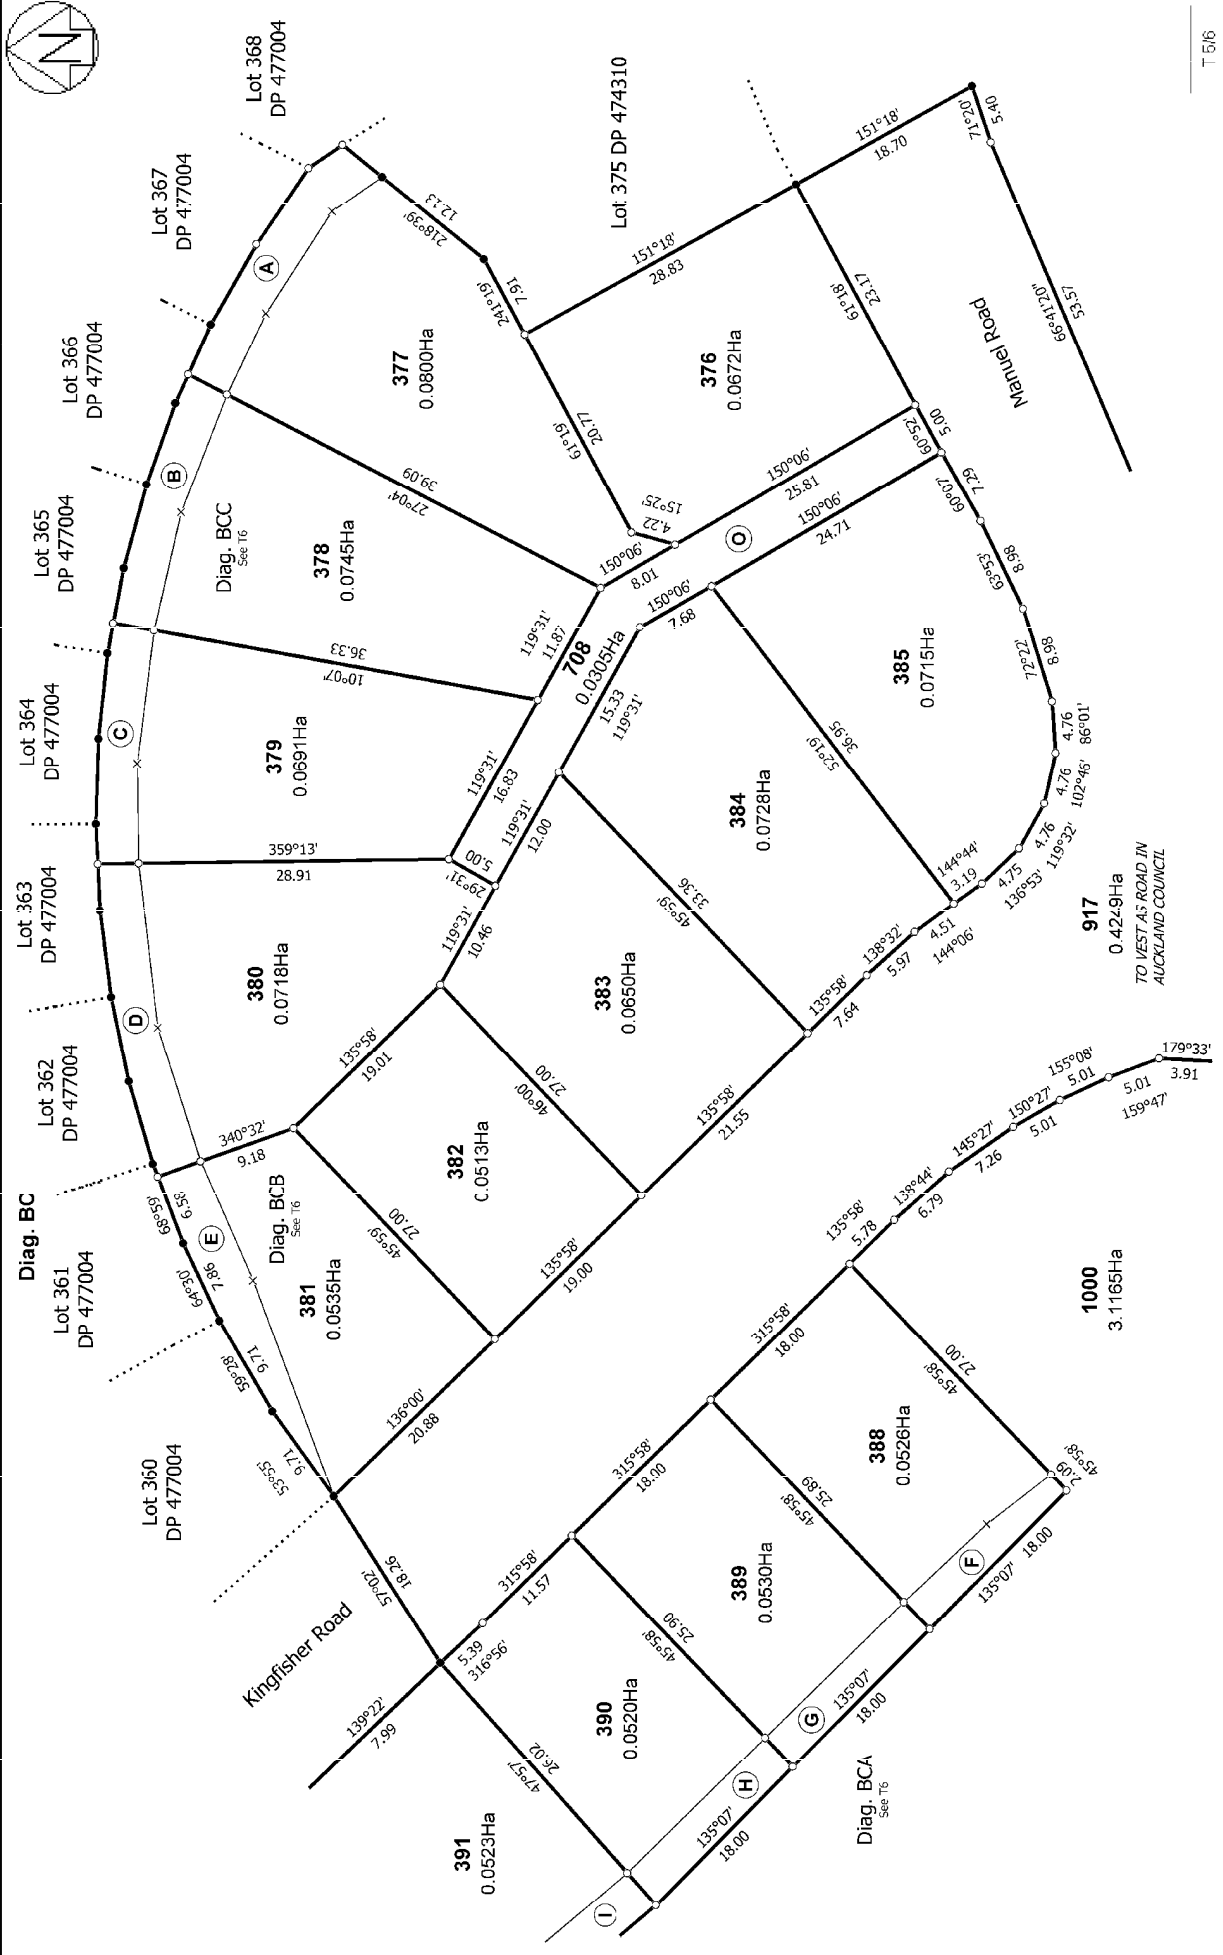 Diag. BC
N
Lot 360
DP 477004
Lot 361
DP 477004
Lot 362
DP 477004
Lot 363
DP 477004
Lot 364
DP 477004
Lot 365
DP 477004
Lot 366
DP 477004
Lot 367
DP 477004
Lot 368
DP 477004
Lot 375 DP 474310
Kingfisher Road
139°22'
7.99
57°02'
18.26
53°55'
9.71
59°28'
9.71
64°30'
7.86
68°59'
6.58
E
D
C
B
A
381
0.0535Ha
Diag. BCB
See T6
340°32'
9.18
380
0.0718Ha
359°13'
28.91
379
0.0691Ha
10°07'
36.33
378
0.0745Ha
Diag. BCC
See T6
27°04'
39.09
377
0.0800Ha
218°39'
12.13
241°19'
7.91
61°19'
20.77
15°25'
4.22
151°18'
28.83
376
0.0672Ha
61°18'
23.17
151°18'
18.70
71°20'
5.40
66°41'20"
53.57
Manuel Road
136°00'
20.88
45°59'
27.00
382
0.0513Ha
135°58'
19.01
135°58'
19.00
46°00'
27.00
383
0.0650Ha
119°31'
10.46
29°31'
5.00
119°31'
12.00
119°31'
16.83
119°31'
11.87
708
0.0305Ha
119°31'
15.33
150°06'
8.01
150°06'
7.68
150°06'
25.81
150°06'
24.71
O
60°52'
5.00
60°07'
7.29
63°53'
8.98
72°22'
8.98
86°01'
4.76
102°46'
4.76
119°32'
4.76
136°53'
4.75
144°44'
3.19
144°06'
4.51
138°32'
5.97
135°58'
7.64
135°58'
21.55
45°59'
33.36
384
0.0728Ha
52°19'
36.95
385
0.0715Ha
917
0.4249Ha
TO VEST AS ROAD IN
AUCKLAND COUNCIL
391
0.0523Ha
47°57'
26.02
316°56'
5.39
315°58'
11.57
390
0.0520Ha
45°58'
25.90
315°58'
18.00
389
0.0530Ha
45°58'
25.89
315°58'
18.00
388
0.0526Ha
45°58'
27.00
45°58'
2.09
135°58'
5.78
138°44'
6.79
145°27'
7.26
150°27'
5.01
155°08'
5.01
159°47'
5.01
179°33'
3.91
1000
3.1165Ha
I
H
G
F
135°07'
18.00
135°07'
18.00
135°07'
18.00
Diag. BCA
See T6
T 5/6